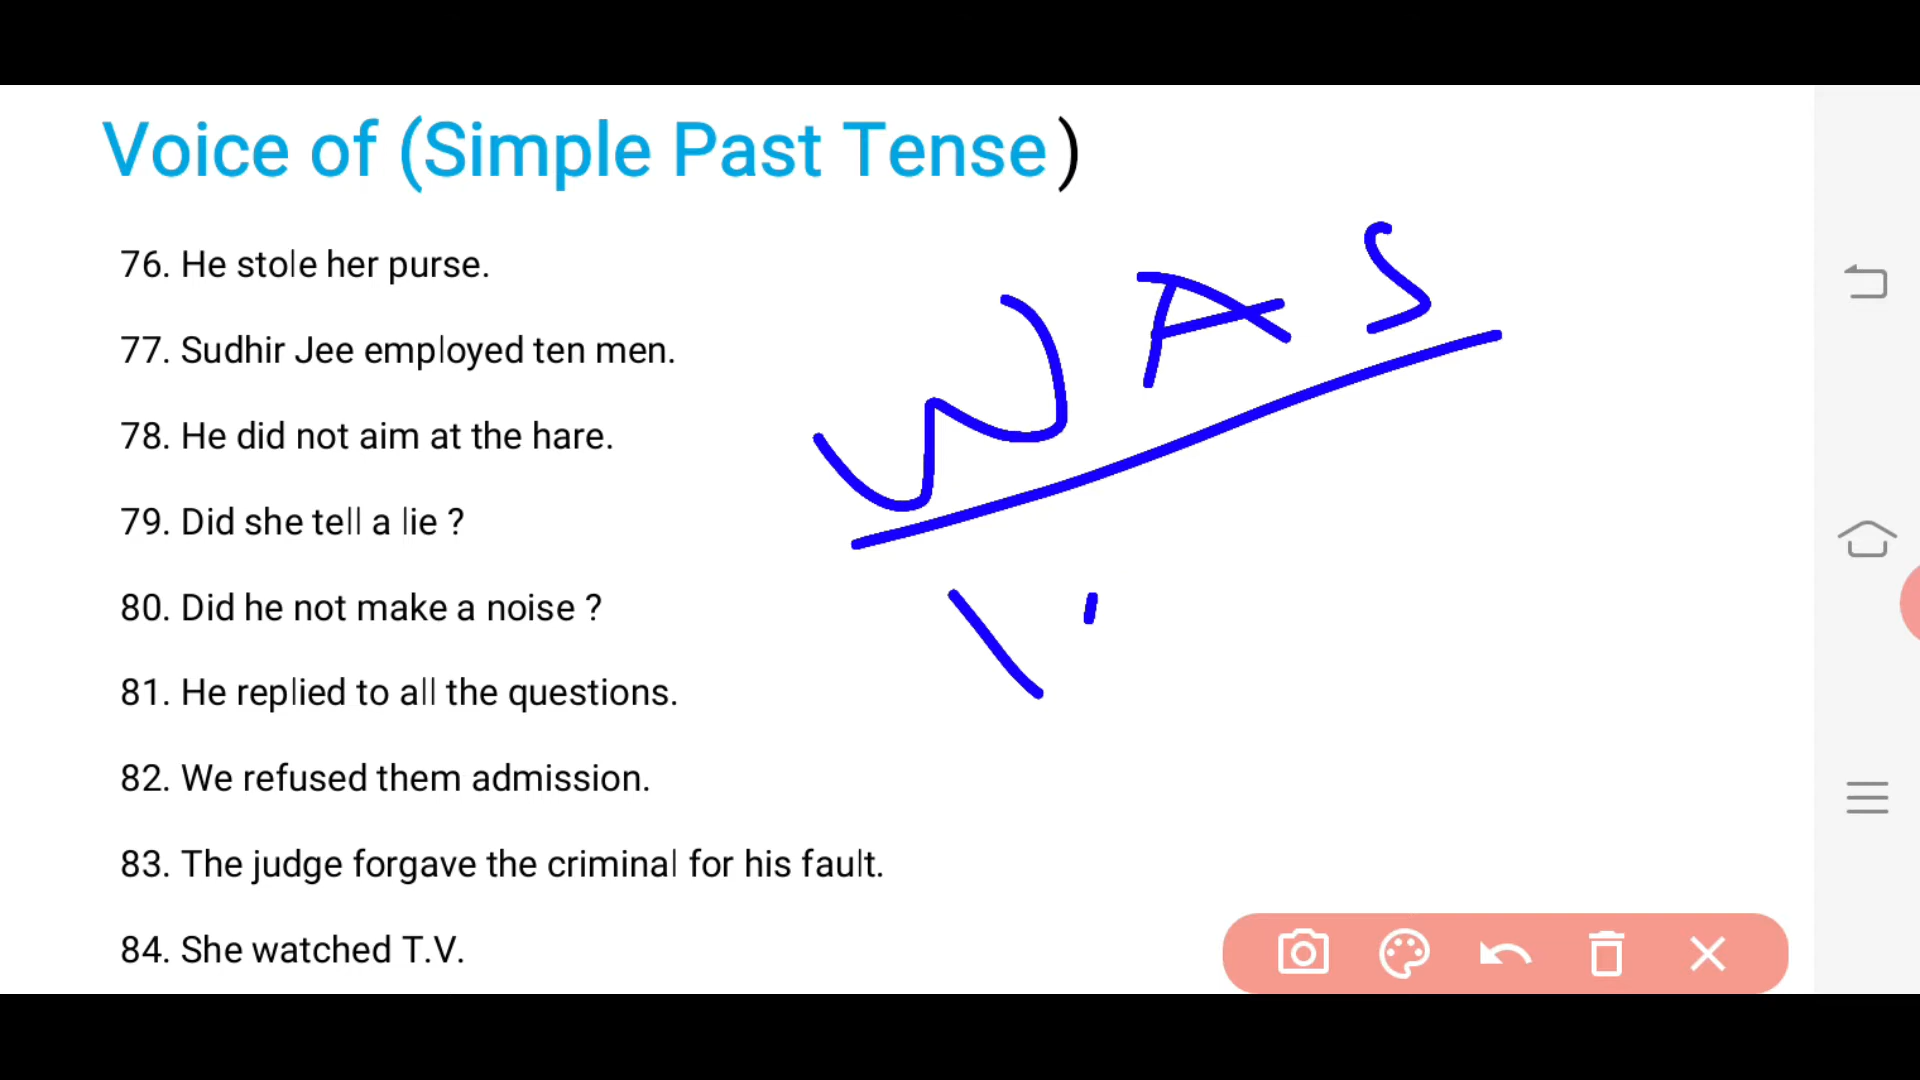 Voice of (Simple Past Tense)
76. He stole her purse.
77. Sudhir Jee employed ten men.
78. He did not aim at the hare.
79. Did she tell a lie ?
80. Did he not make a noise ?
81. He replied to all the questions.
82. We refused them admission.
83. The judge forgave the criminal for his fault.
84. She watched T.V.
WAS